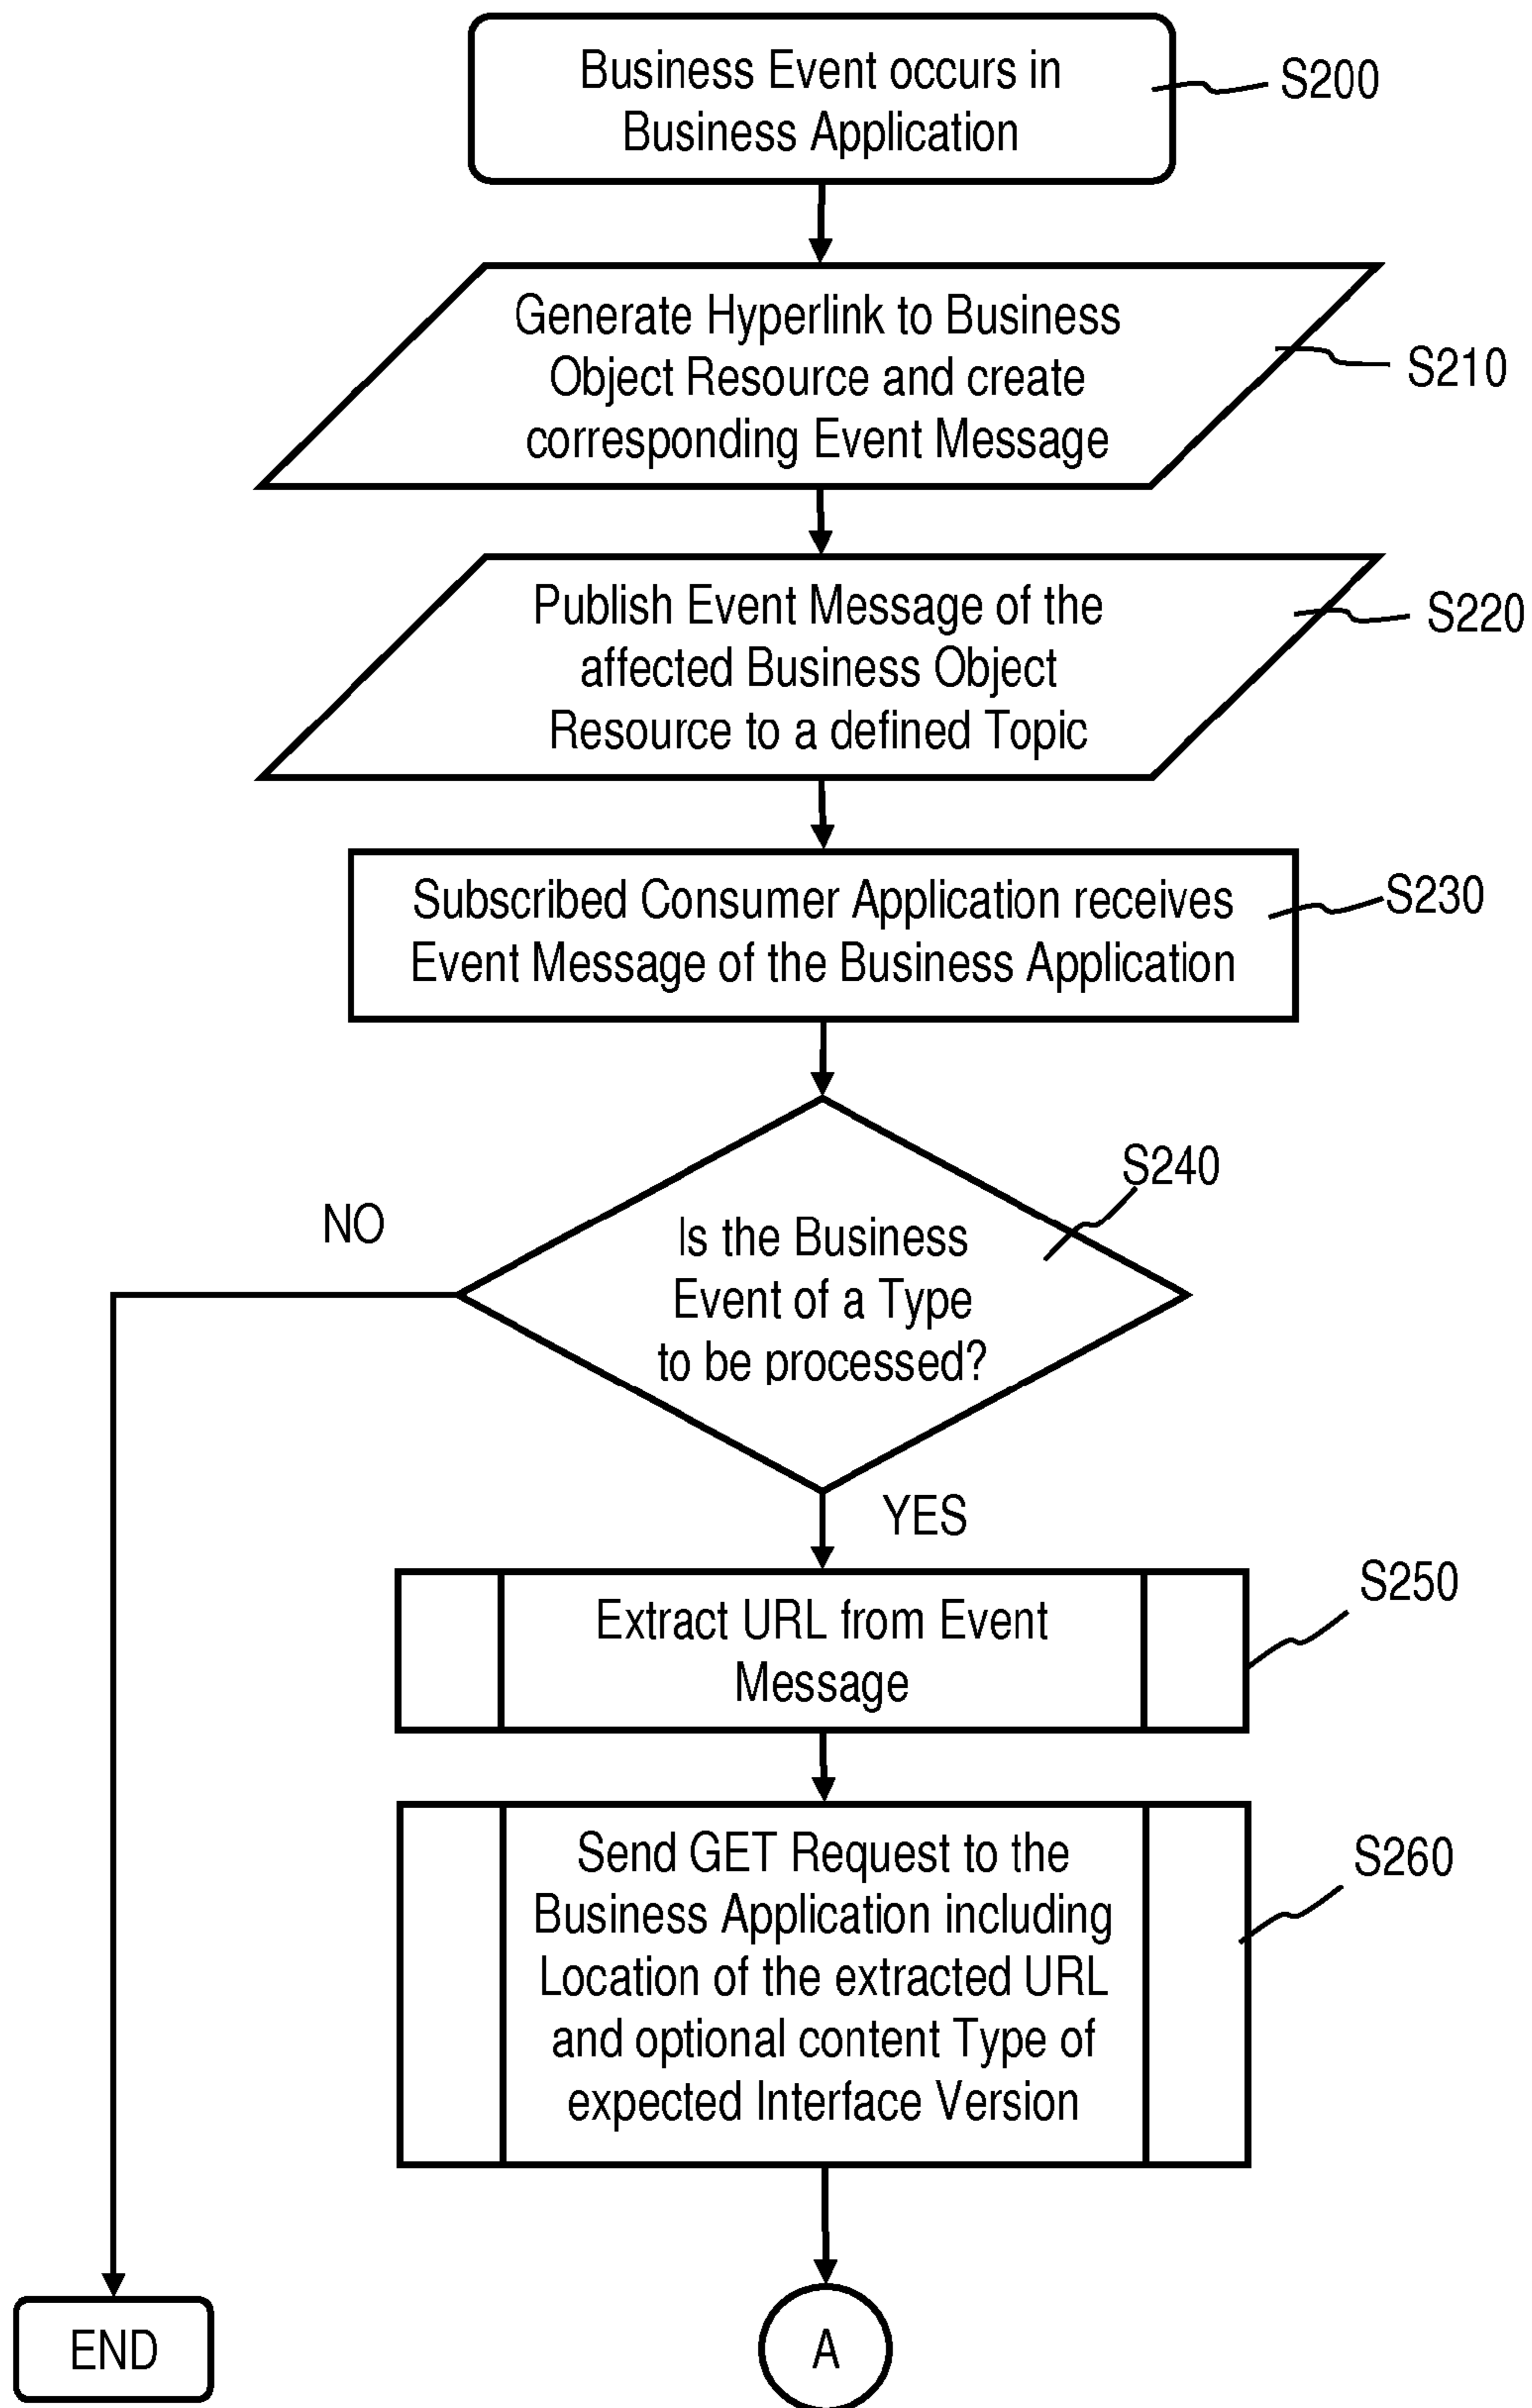 Business Event occurs in
Business Application
S200
Generate Hyperlink to Business
Object Resource and create
corresponding Event Message
S210
Publish Event Message of the
affected Business Object
Resource to a defined Topic
S220
Subscribed Consumer Application receives
Event Message of the Business Application
S230
S240
NO
Is the Business
Event of a Type
to be processed?
YES
Extract URL from Event
Message
S250
Send GET Request to the
Business Application including
Location of the extracted URL
and optional content Type of
expected Interface Version
S260
END
A